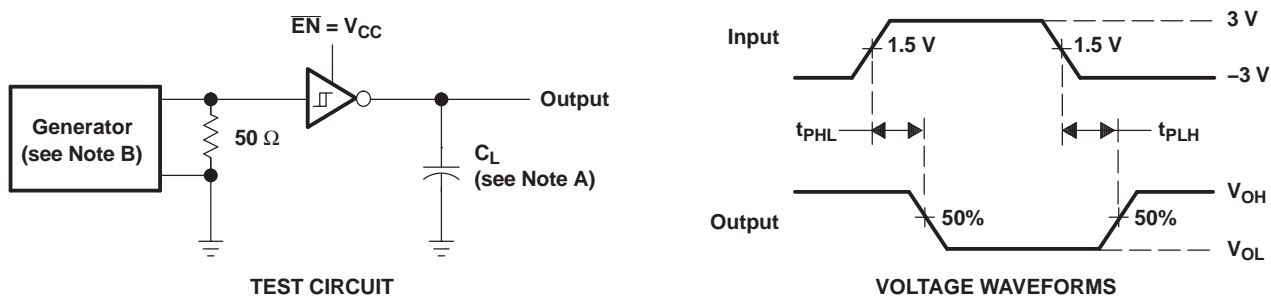 EN = VCC
Generator
(see Note B)
50 Ω
Output
CL
(see Note A)
TEST CIRCUIT
Input
3 V
1.5 V
1.5 V
–3 V
tPHL
tPLH
Output
50%
50%
VOH
VOL
VOLTAGE WAVEFORMS